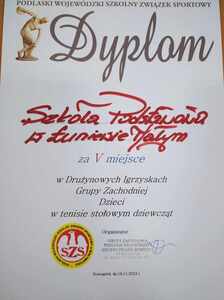 PODLASKI WOJEWÓDZKI SZKOLNY ZWIĄZEK SPORTOWY
Dyplom
Szkoła Podstawowa
w Łuniewie Małym
za V miejsce
w Drużynowych Igrzyskach
Grupy Zachodniej
Dzieci
w tenisie stołowym dziewcząt
Organizator:
SZS